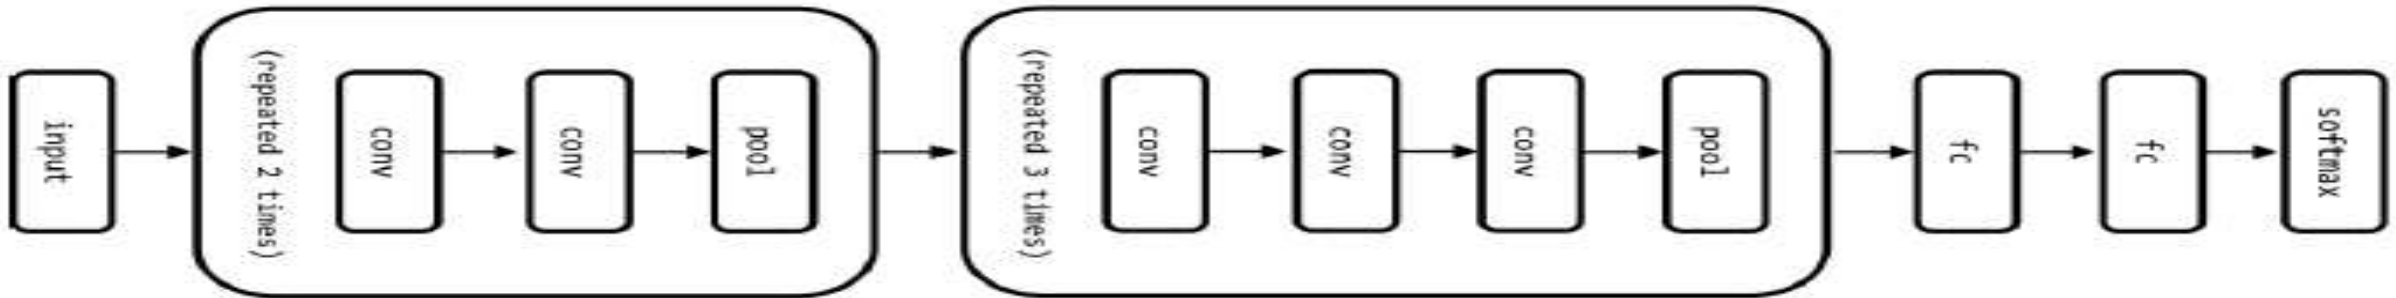 input
(repeated 2 times)
conv
conv
pool
(repeated 3 times)
conv
conv
conv
pool
fc
fc
softmax